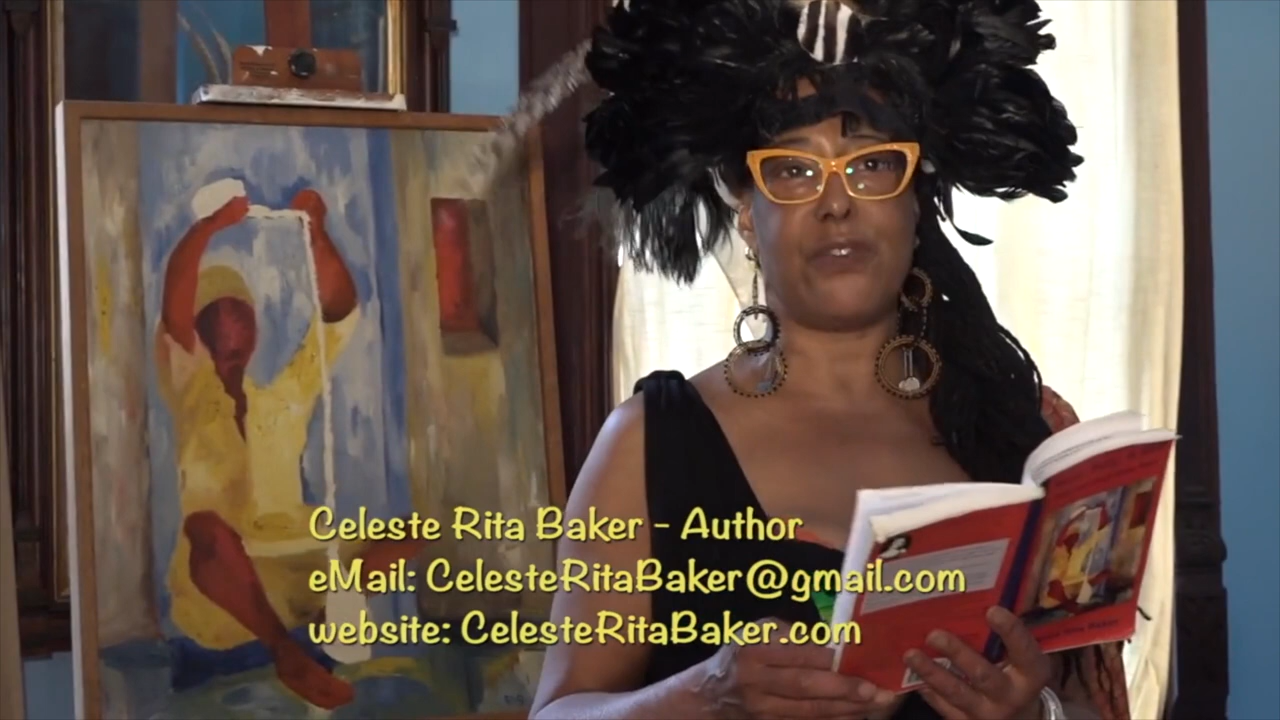 Celeste Rita Baker - Author
eMail: CelesteRitaBaker@gmail.com
website: CelesteRitaBaker.com